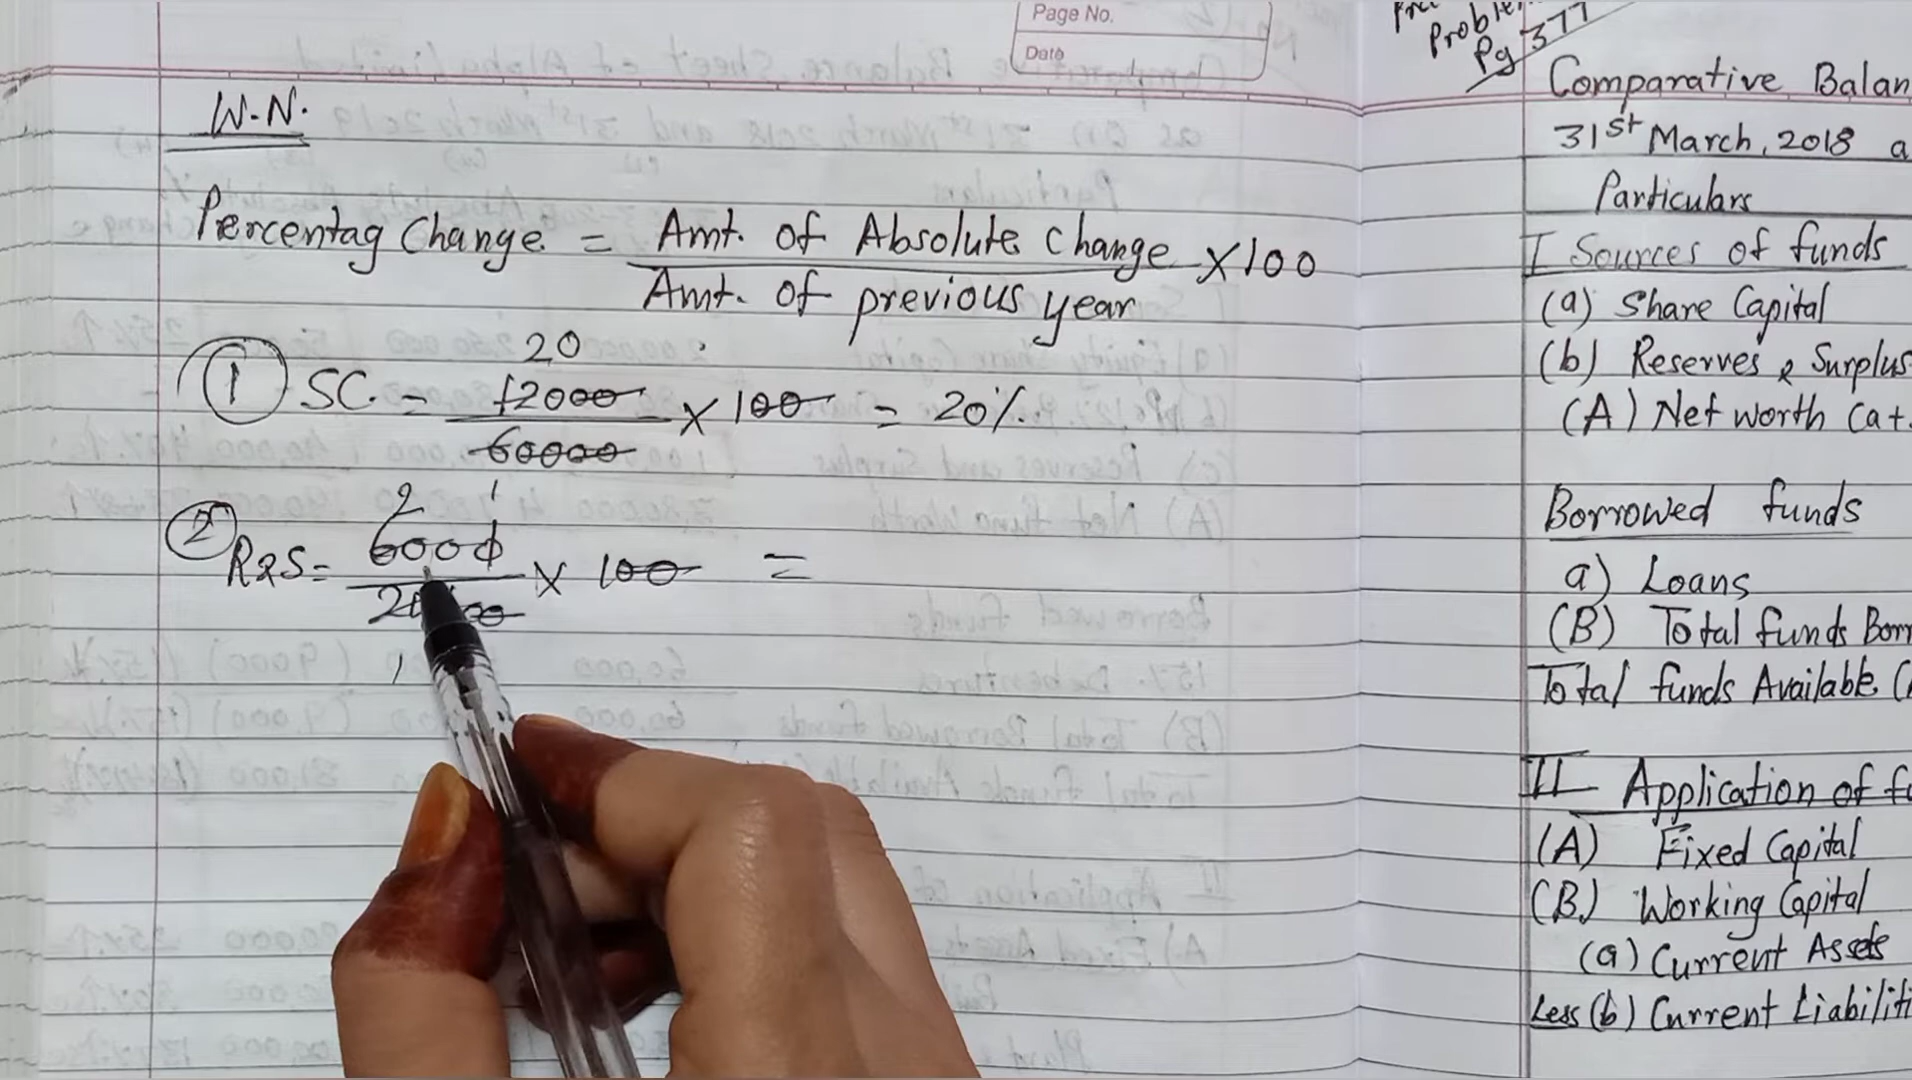 Page No.
Date
W.N.
Percentag Change = Amt. of Absolute Change × 100
Amt. of previous year
20
① SC. = 12000 × 100 = 20%.
60000
2
② R&S = 6000 × 100 =
Pg 377
Comparative Balan
31st March, 2018 a
Particulars
I Sources of funds
(a) Share Capital
(b) Reserves & Surplus
(A) Net worth (a+
Borrowed funds
a) Loans
(B) Total funds Borr
Total funds Available (
II Application of f
(A) Fixed Capital
(B) Working Capital
(a) Current Assets
Less (b) Current Liabiliti